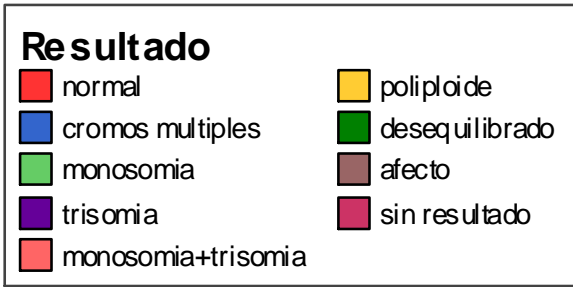 Resultado
normal
cromos multiples
monosomia
trisomia
monosomia+trisomia
poliploide
desequilibrado
afecto
sin resultado